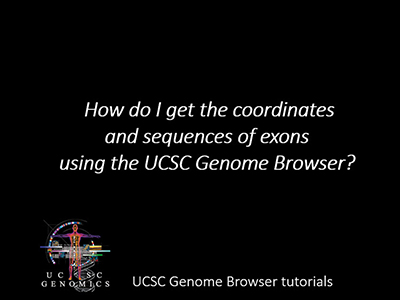 How do I get the coordinates
and sequences of exons
using the UCSC Genome Browser?
UCSC
GENOMICS
UCSC Genome Browser tutorials